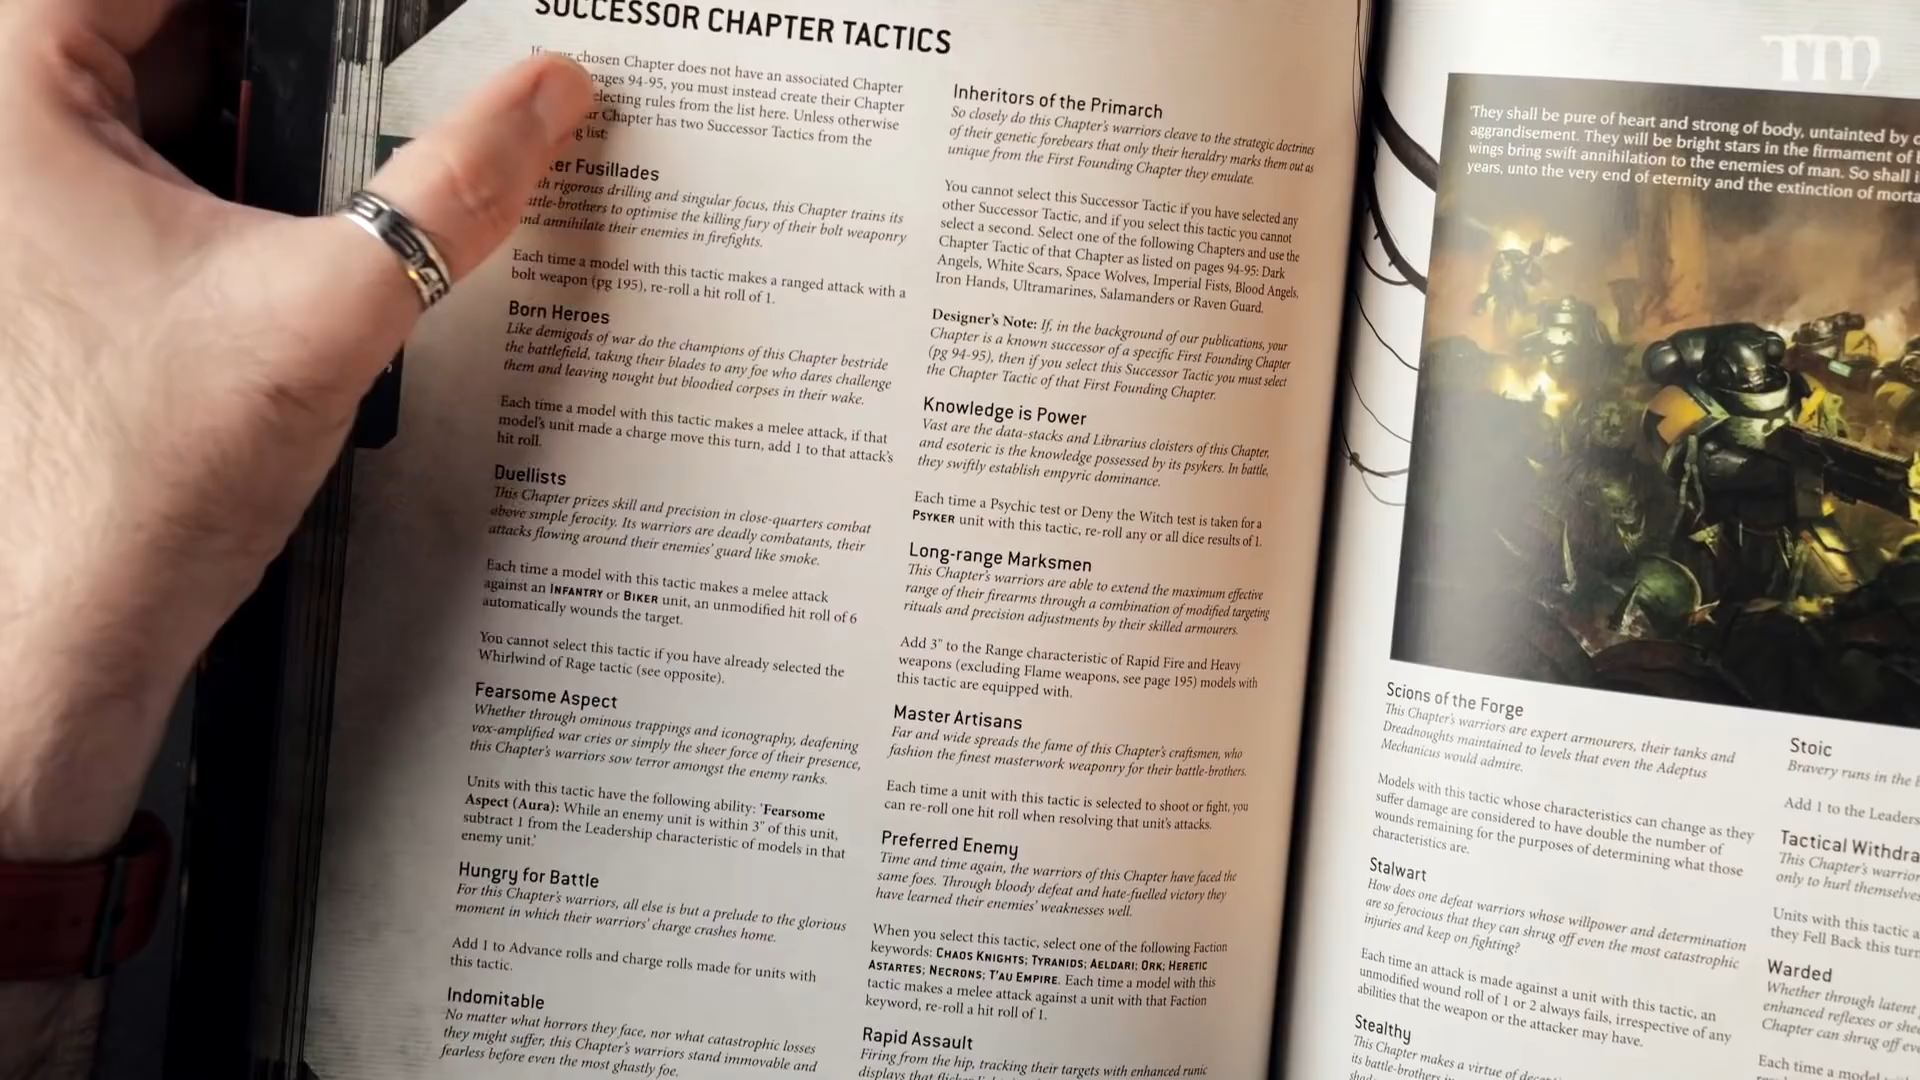 SUCCESSOR CHAPTER TACTICS
If chosen Chapter does not have an associated Chapter
pages 94-95, you must instead create their Chapter
rules from the list here. Unless otherwise
Chapter has two Successor Tactics from the
list:
Fusillades
rigorous drilling and singular focus, this Chapter trains its
to optimise the killing fury of their bolt weaponry
and annihilate their enemies in firefights.
Each time a model with this tactic makes a ranged attack with a
bolt weapon (pg 195), re-roll a hit roll of 1.
Born Heroes
Like demigods of war do the champions of this Chapter bestride
the battlefield, taking their blades to any foe who dares challenge
them and leaving nought but bloodied corpses in their wake.
Each time a model with this tactic makes a melee attack, if that
model's unit made a charge move this turn, add 1 to that attack's
hit roll.
Duellists
This Chapter prizes skill and precision in close-quarters combat
above simple ferocity. Its warriors are deadly combatants, their
attacks flowing around their enemies' guard like smoke.
Each time a model with this tactic makes a melee attack
against an INFANTRY or BIKER unit, an unmodified hit roll of 6
automatically wounds the target.
You cannot select this tactic if you have already selected the
Whirlwind of Rage tactic (see opposite).
Fearsome Aspect
Whether through ominous trappings and iconography, deafening
vox-amplified war cries or simply the sheer force of their presence,
this Chapter's warriors sow terror amongst the enemy ranks.
Units with this tactic have the following ability: 'Fearsome
Aspect (Aura): While an enemy unit is within 3" of this unit,
subtract 1 from the Leadership characteristic of models in that
enemy unit.'
Hungry for Battle
For this Chapter's warriors, all else is but a prelude to the glorious
moment in which their warriors' charge crashes home.
Add 1 to Advance rolls and charge rolls made for units with
this tactic.
Indomitable
No matter what horrors they face, nor what catastrophic losses
they might suffer, this Chapter's warriors stand immovable and
fearless before even the most ghastly foe.
Inheritors of the Primarch
So closely do this Chapter's warriors cleave to the strategic doctrines
of their genetic forebears that only their heraldry marks them out as
unique from the First Founding Chapter they emulate.
You cannot select this Successor Tactic if you have selected any
other Successor Tactic, and if you select this tactic you cannot
select a second. Select one of the following Chapters and use the
Chapter Tactic of that Chapter as listed on pages 94-95: Dark
Angels, White Scars, Space Wolves, Imperial Fists, Blood Angels,
Iron Hands, Ultramarines, Salamanders or Raven Guard.
Designer's Note: If, in the background of our publications, your
Chapter is a known successor of a specific First Founding Chapter
(pg 94-95), then if you select this Successor Tactic you must select
the Chapter Tactic of that First Founding Chapter.
Knowledge is Power
Vast are the data-stacks and Librarius cloisters of this Chapter,
and esoteric is the knowledge possessed by its psykers. In battle,
they swiftly establish empyric dominance.
Each time a Psychic test or Deny the Witch test is taken for a
PSYKER unit with this tactic, re-roll any or all dice results of 1.
Long-range Marksmen
This Chapter's warriors are able to extend the maximum effective
range of their firearms through a combination of modified targeting
rituals and precision adjustments by their skilled armourers.
Add 3" to the Range characteristic of Rapid Fire and Heavy
weapons (excluding Flame weapons, see page 195) models with
this tactic are equipped with.
Master Artisans
Far and wide spreads the fame of this Chapter's craftsmen, who
fashion the finest masterwork weaponry for their battle-brothers.
Each time a unit with this tactic is selected to shoot or fight, you
can re-roll one hit roll when resolving that unit's attacks.
Preferred Enemy
Time and time again, the warriors of this Chapter have faced the
same foes. Through bloody defeat and hate-fuelled victory they
have learned their enemies' weaknesses well.
When you select this tactic, select one of the following Faction
keywords: CHAOS KNIGHTS; TYRANIDS; AELDARI; ORK; HERETIC
ASTARTES; NECRONS; T'AU EMPIRE. Each time a model with this
tactic makes a melee attack against a unit with that Faction
keyword, re-roll a hit roll of 1.
Rapid Assault
Firing from the hip, tracking their targets with enhanced runic
displays that
TM
'They shall be pure of heart and strong of body, untainted by
aggrandisement. They will be bright stars in the firmament of
wings bring swift annihilation to the enemies of man. So shall
years, unto the very end of eternity and the extinction of
Scions of the Forge
This Chapter's warriors are expert armourers, their tanks and
Dreadnoughts maintained to levels that even the Adeptus
Mechanicus would admire.
Models with this tactic whose characteristics can change as they
suffer damage are considered to have double the number of
wounds remaining for the purposes of determining what those
characteristics are.
Stalwart
How does one defeat warriors whose willpower and determination
are so ferocious that they can shrug off even the most catastrophic
injuries and keep on fighting?
Each time an attack is made against a unit with this tactic, an
unmodified wound roll of 1 or 2 always fails, irrespective of any
abilities that the weapon or the attacker may have.
Stealthy
This Chapter makes a virtue of
its battle-brothers
Stoic
Bravery runs in the
Add 1 to the
Tactical
This Chapter's
only to hurl
Units with this tactic
they Fell Back this turn
Warded
Whether through latent
enhanced reflexes or
Chapter can shrug off
Each time a